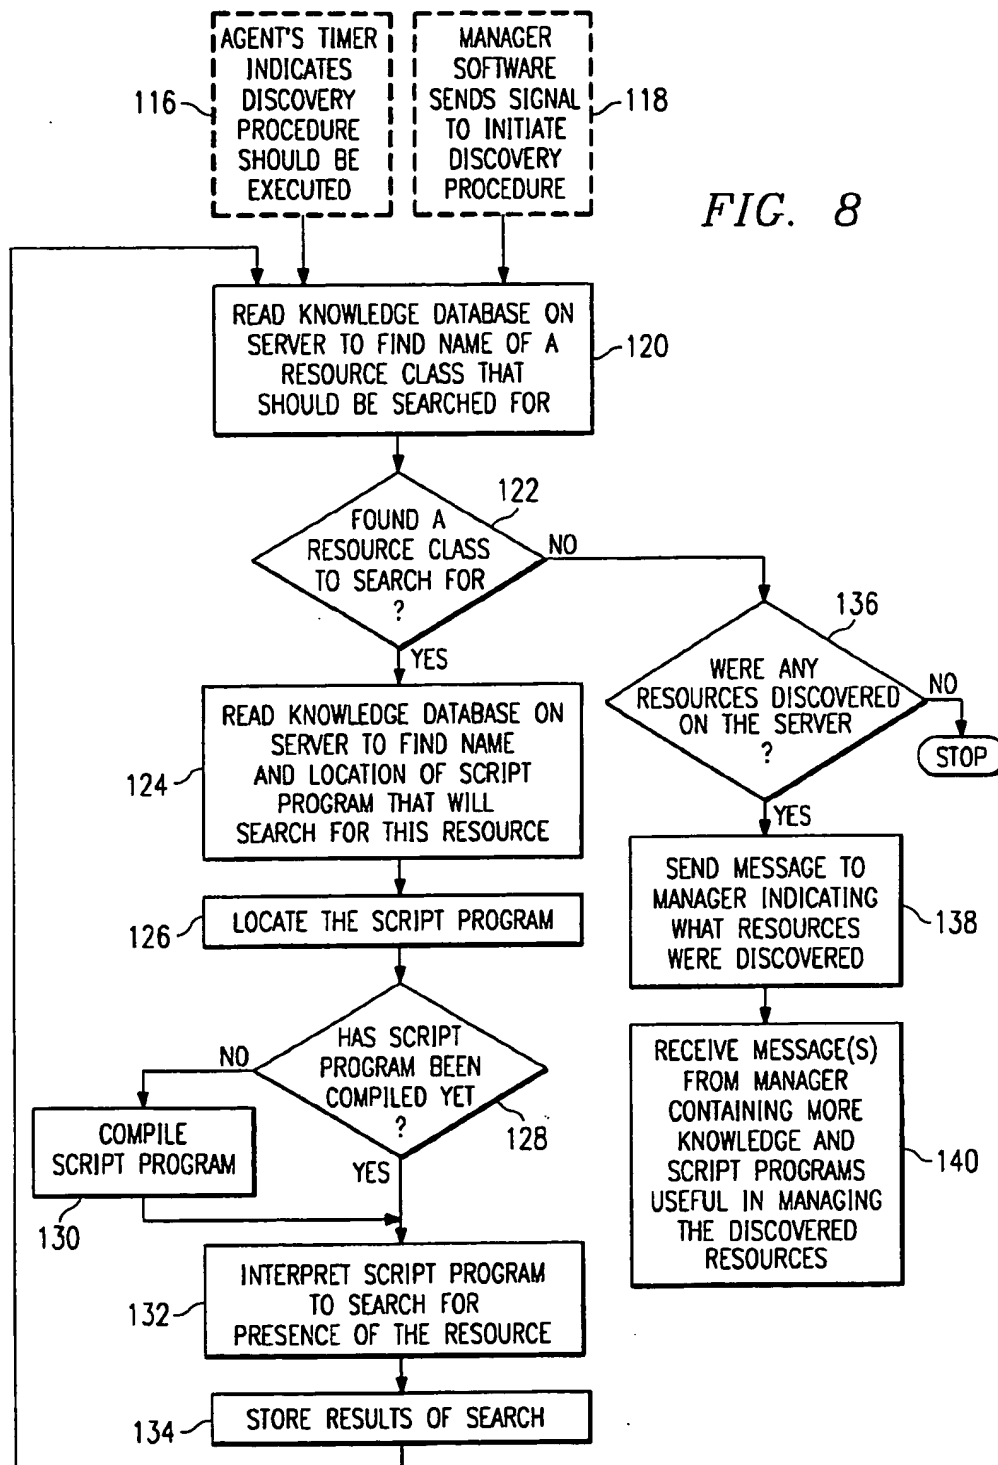 AGENT'S TIMER
INDICATES
DISCOVERY
PROCEDURE
SHOULD BE
EXECUTED
116
MANAGER
SOFTWARE
SENDS SIGNAL
TO INITIATE
DISCOVERY
PROCEDURE
118
FIG. 8
READ KNOWLEDGE DATABASE ON
SERVER TO FIND NAME OF A
RESOURCE CLASS THAT
SHOULD BE SEARCHED FOR
120
122
FOUND A
RESOURCE CLASS
TO SEARCH FOR
?
NO
YES
136
WERE ANY
RESOURCES DISCOVERED
ON THE SERVER
?
NO
STOP
YES
READ KNOWLEDGE DATABASE ON
SERVER TO FIND NAME
AND LOCATION OF SCRIPT
PROGRAM THAT WILL
SEARCH FOR THIS RESOURCE
124
LOCATE THE SCRIPT PROGRAM
126
SEND MESSAGE TO
MANAGER INDICATING
WHAT RESOURCES
WERE DISCOVERED
138
HAS SCRIPT
PROGRAM BEEN
COMPILED YET
?
128
NO
YES
COMPILE
SCRIPT PROGRAM
130
RECEIVE MESSAGE(S)
FROM MANAGER
CONTAINING MORE
KNOWLEDGE AND
SCRIPT PROGRAMS
USEFUL IN MANAGING
THE DISCOVERED
RESOURCES
140
INTERPRET SCRIPT PROGRAM
TO SEARCH FOR
PRESENCE OF THE RESOURCE
132
STORE RESULTS OF SEARCH
134